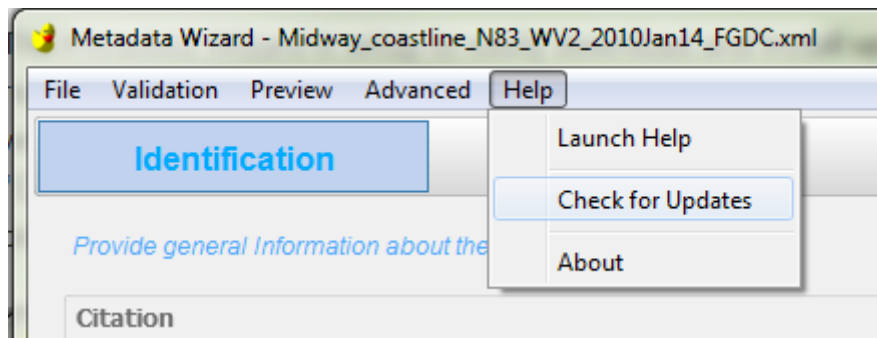 Metadata Wizard - Midway_coastline_N83_WV2_2010Jan14_FGDC.xml
File Validation Preview Advanced Help
Launch Help
Identification
Check for Updates
Provide general Information about the
About
Citation